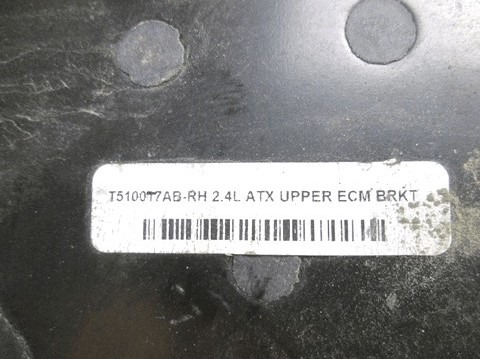 T510017AB-RH 2.4L ATX UPPER ECM BRKT